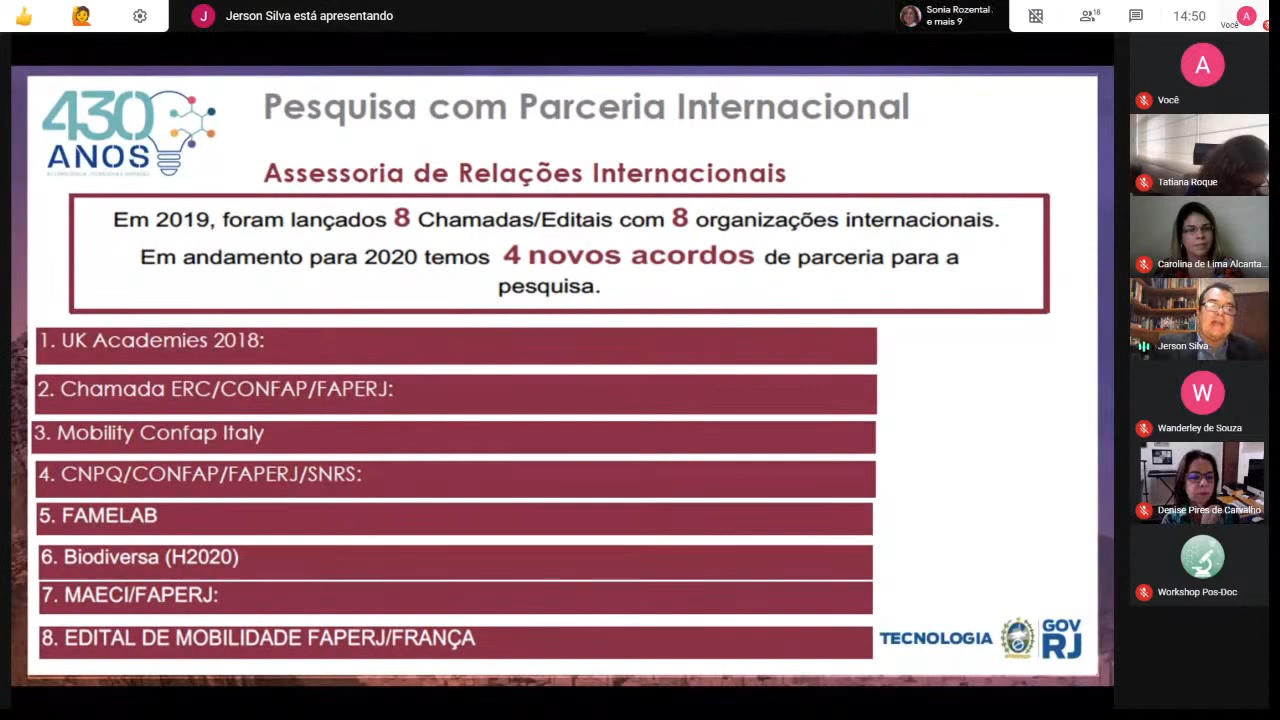 J
Jerson Silva está apresentando
Sonia Rozental
e mais 9
18
14:50
Você
A
430
ANOS
Pesquisa com Parceria Internacional
Assessoria de Relações Internacionais
Em 2019, foram lançados 8 Chamadas/Editais com 8 organizações internacionais.
Em andamento para 2020 temos 4 novos acordos de parceria para a
pesquisa.
1. UK Academies 2018:
2. Chamada ERC/CONFAP/FAPERJ:
3. Mobility Confap Italy
4. CNPQ/CONFAP/FAPERJ/SNRS:
5. FAMELAB
6. Biodiversa (H2020)
7. MAECI/FAPERJ:
8. EDITAL DE MOBILIDADE FAPERJ/FRANÇA
TECNOLOGIA
GOV
RJ
A
Você
Tatiana Roque
Carolina de Lima Alcanta...
Jerson Silva
W
Wanderley de Souza
Denise Pires de Carvalho
Workshop Pos-Doc